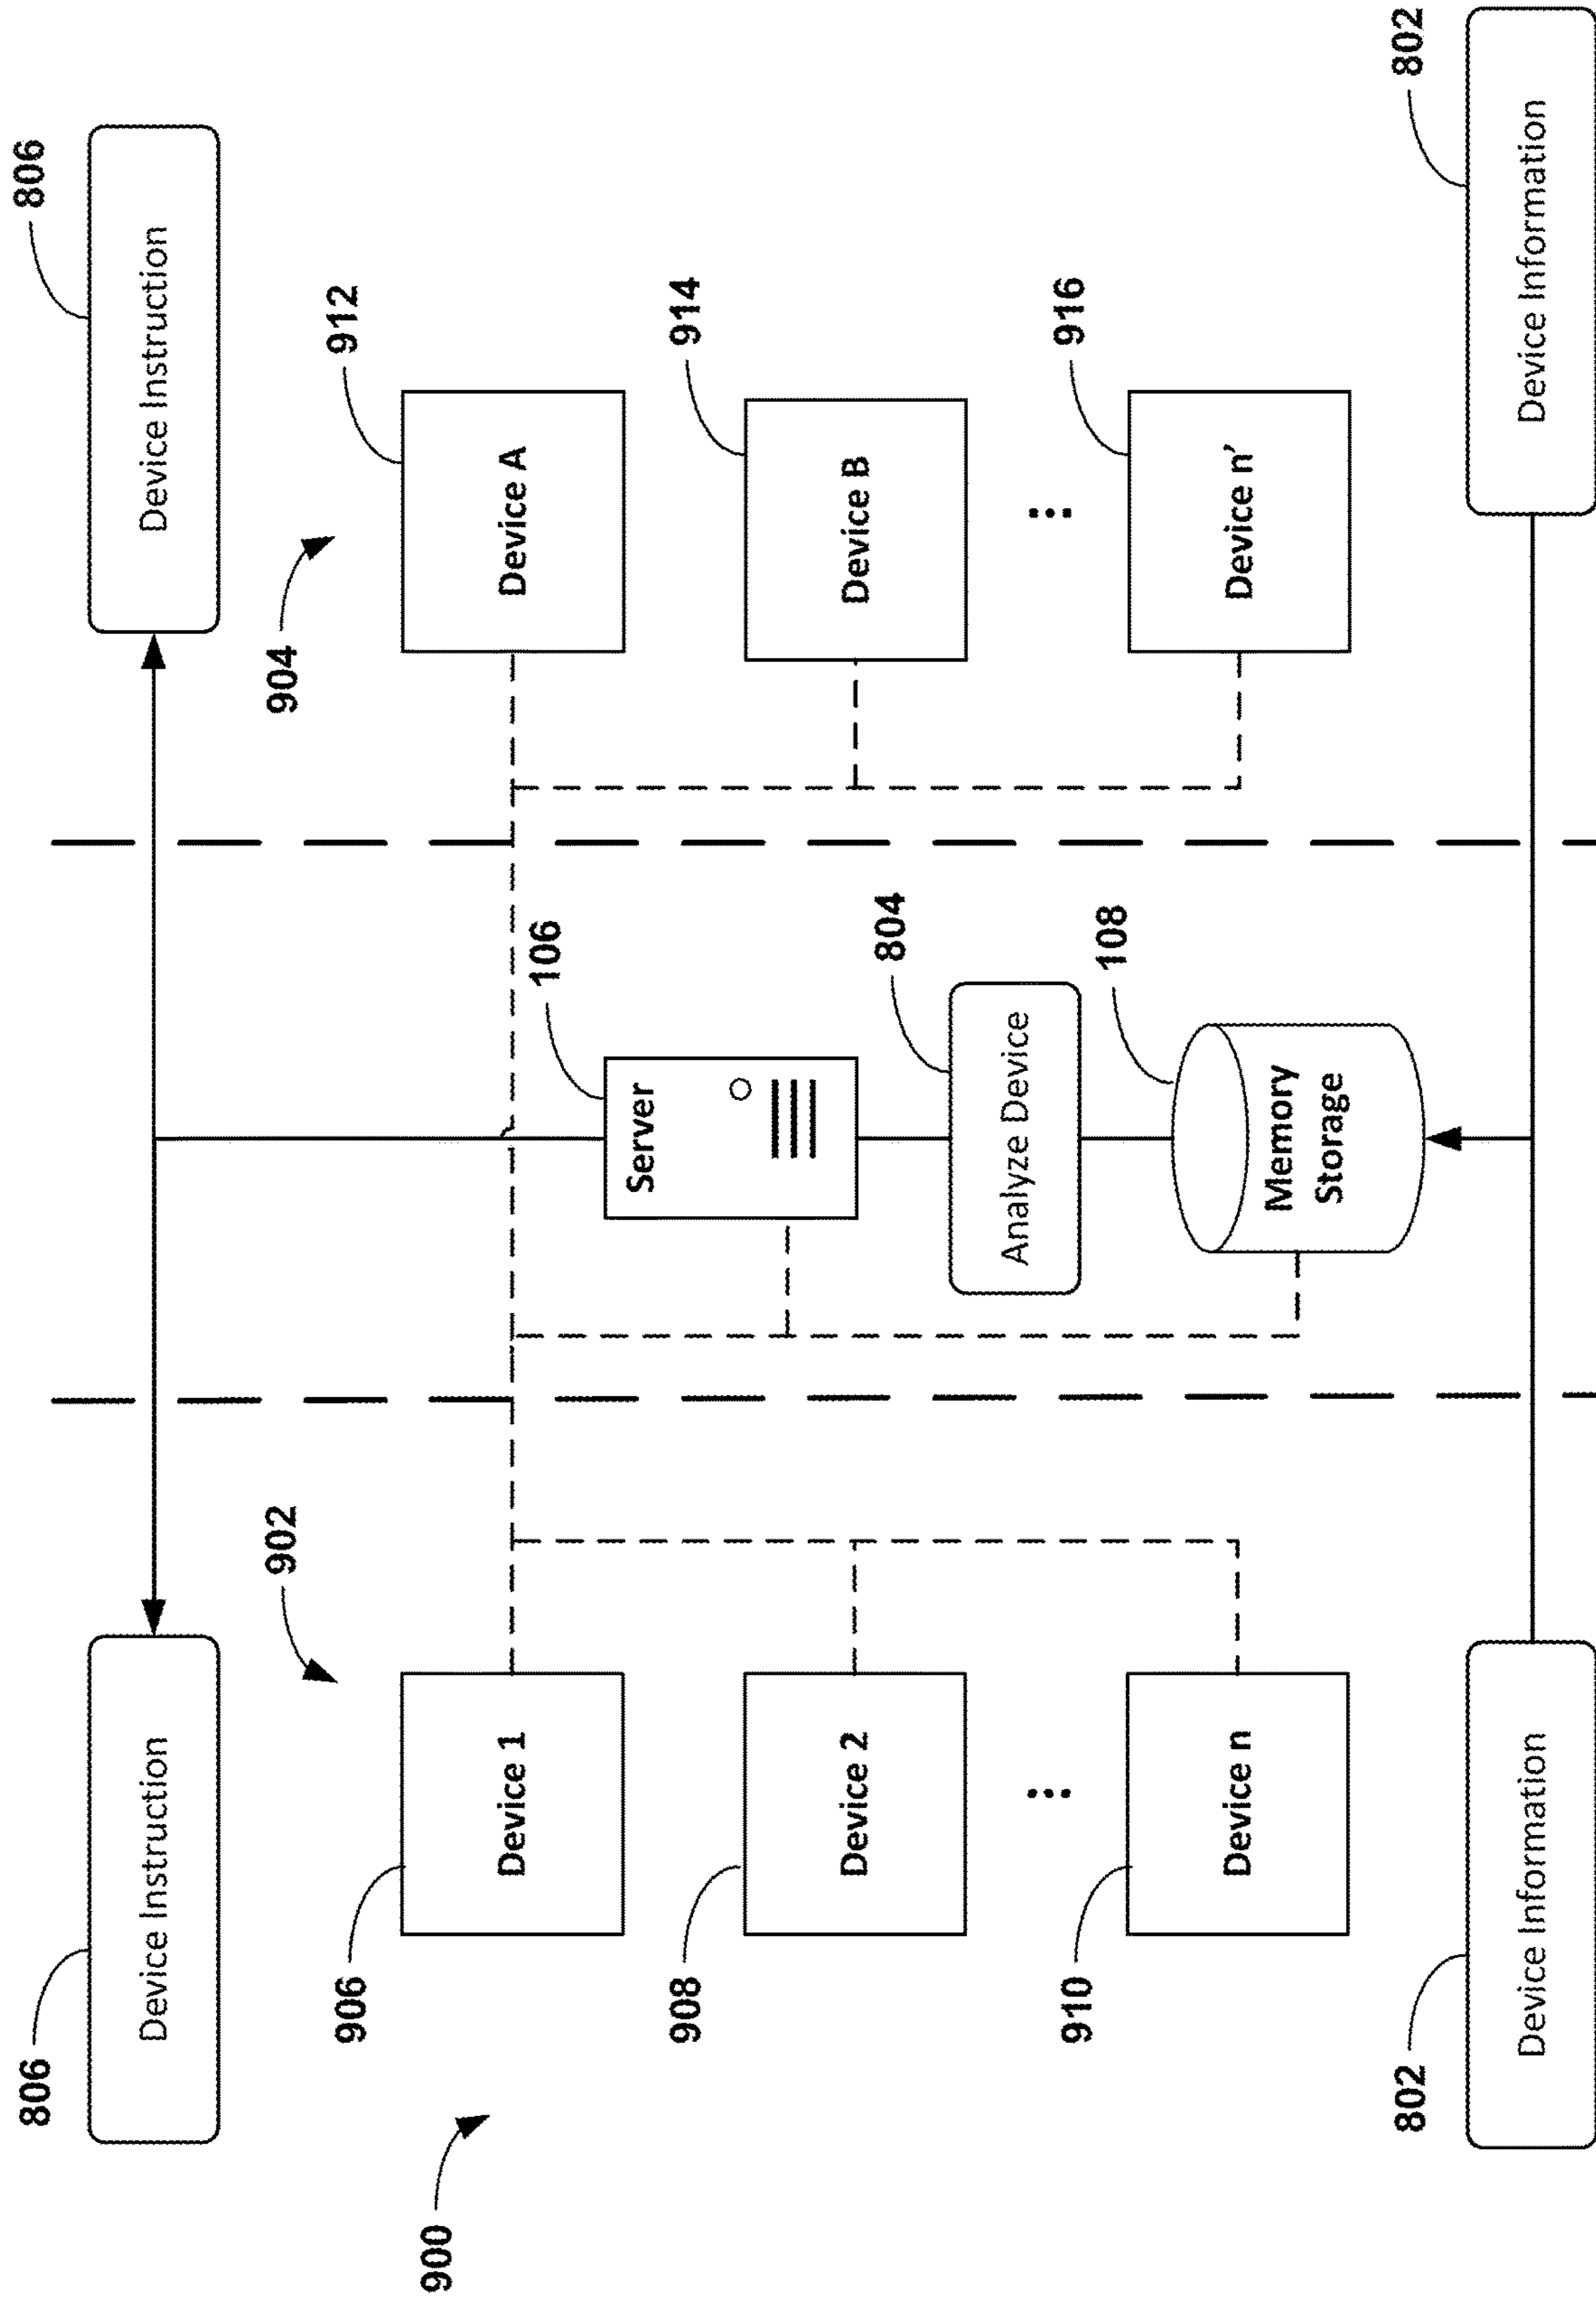 806
Device Instruction
806
Device Instruction
900
902
904
906
Device 1
912
Device A
106
Server
908
Device 2
914
Device B
804
Analyze Device
910
Device n
916
Device n'
108
Memory
Storage
802
Device Information
802
Device Information